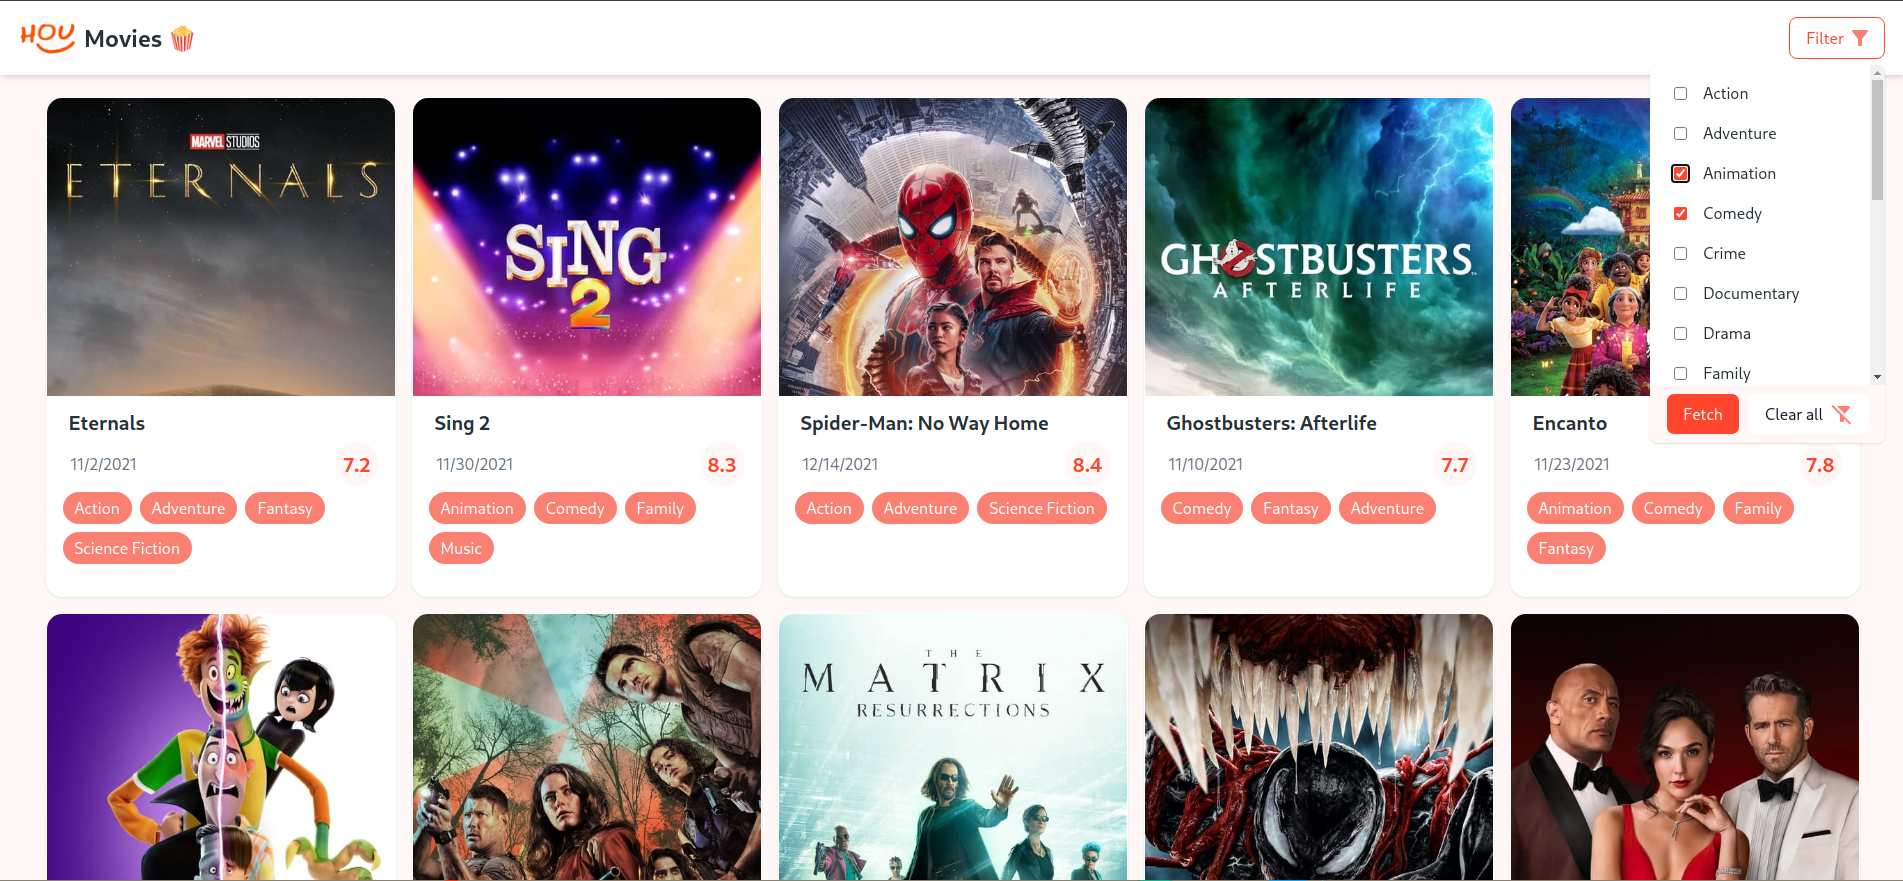 HOU Movies
Filter
Action
Adventure
Animation
Comedy
Crime
Documentary
Drama
Family
Fetch
Clear all
MARVEL STUDIOS
ETERNALS
Eternals
11/2/2021
7.2
Action Adventure Fantasy
Science Fiction
SING
2
Sing 2
11/30/2021
8.3
Animation Comedy Family
Music
Spider-Man: No Way Home
12/14/2021
8.4
Action Adventure Science Fiction
GHOSTBUSTERS
AFTERLIFE
Ghostbusters: Afterlife
11/10/2021
7.7
Comedy Fantasy Adventure
Encanto
11/23/2021
7.8
Animation Comedy Family
Fantasy
THE
MATRIX
RESURRECTIONS